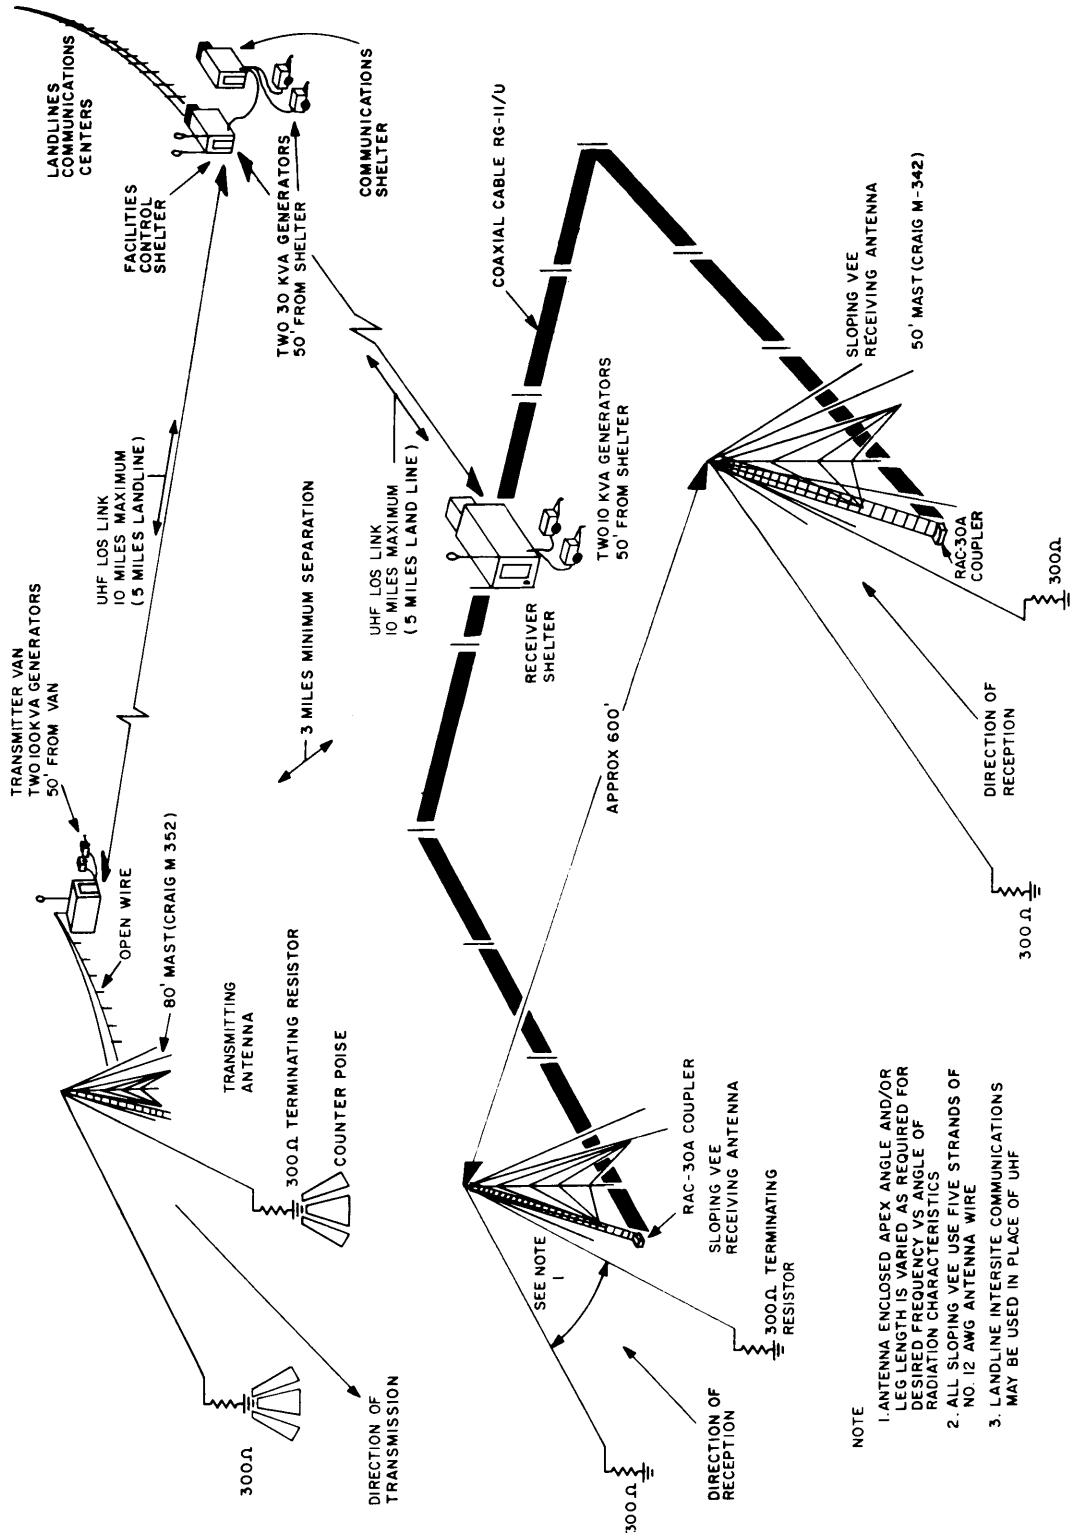 LANDLINES
COMMUNICATIONS
CENTERS
FACILITIES
CONTROL
SHELTER
COMMUNICATIONS
SHELTER
TWO 30 KVA GENERATORS
50' FROM SHELTER
UHF LOS LINK
10 MILES MAXIMUM
(5 MILES LANDLINE)
TRANSMITTER VAN
TWO 100KVA GENERATORS
50' FROM VAN
OPEN WIRE
80' MAST (CRAIG M 352)
TRANSMITTING
ANTENNA
300Ω TERMINATING RESISTOR
COUNTER POISE
300Ω
DIRECTION OF
TRANSMISSION
3 MILES MINIMUM SEPARATION
UHF LOS LINK
10 MILES MAXIMUM
(5 MILES LAND LINE)
COAXIAL CABLE RG-11/U
RECEIVER
SHELTER
TWO 10 KVA GENERATORS
50' FROM SHELTER
APPROX 600'
SLOPING VEE
RECEIVING ANTENNA
50' MAST (CRAIG M-342)
RAC-30A
COUPLER
300Ω
DIRECTION OF
RECEPTION
300Ω
SEE NOTE
1
RAC-30A COUPLER
SLOPING VEE
RECEIVING ANTENNA
300Ω TERMINATING
RESISTOR
DIRECTION OF
RECEPTION
300Ω
NOTE
1. ANTENNA ENCLOSED APEX ANGLE AND/OR
LEG LENGTH IS VARIED AS REQUIRED FOR
DESIRED FREQUENCY VS ANGLE OF
RADIATION CHARACTERISTICS
2. ALL SLOPING VEE USE FIVE STRANDS OF
NO. 12 AWG ANTENNA WIRE
3. LANDLINE INTERSITE COMMUNICATIONS
MAY BE USED IN PLACE OF UHF